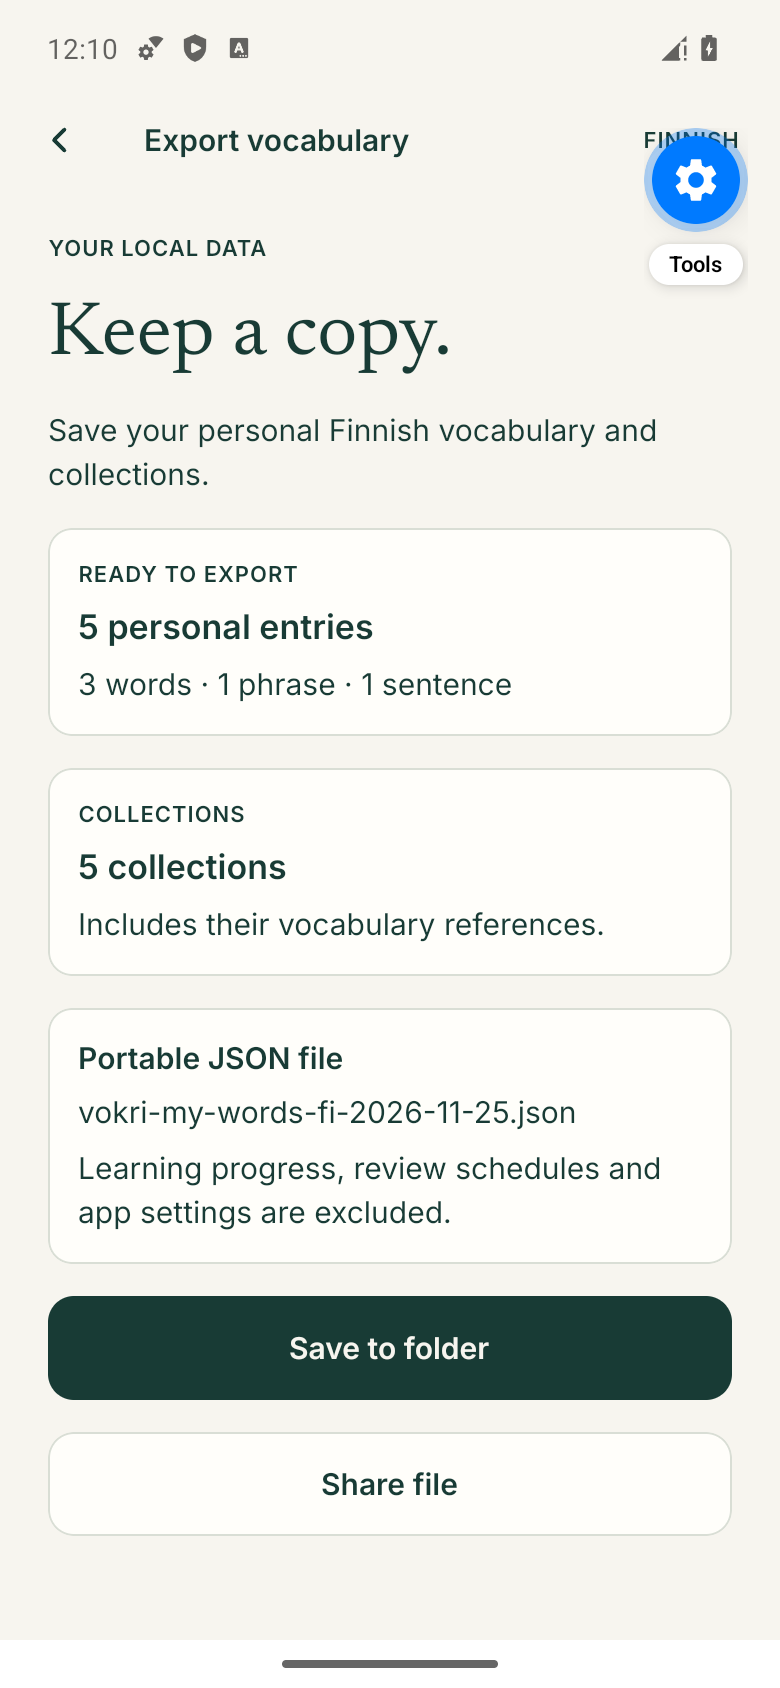 12:10
Export vocabulary
FINNISH
Tools
YOUR LOCAL DATA
Keep a copy.
Save your personal Finnish vocabulary and
collections.
READY TO EXPORT
5 personal entries
3 words · 1 phrase · 1 sentence
COLLECTIONS
5 collections
Includes their vocabulary references.
Portable JSON file
vokri-my-words-fi-2026-11-25.json
Learning progress, review schedules and
app settings are excluded.
Save to folder
Share file